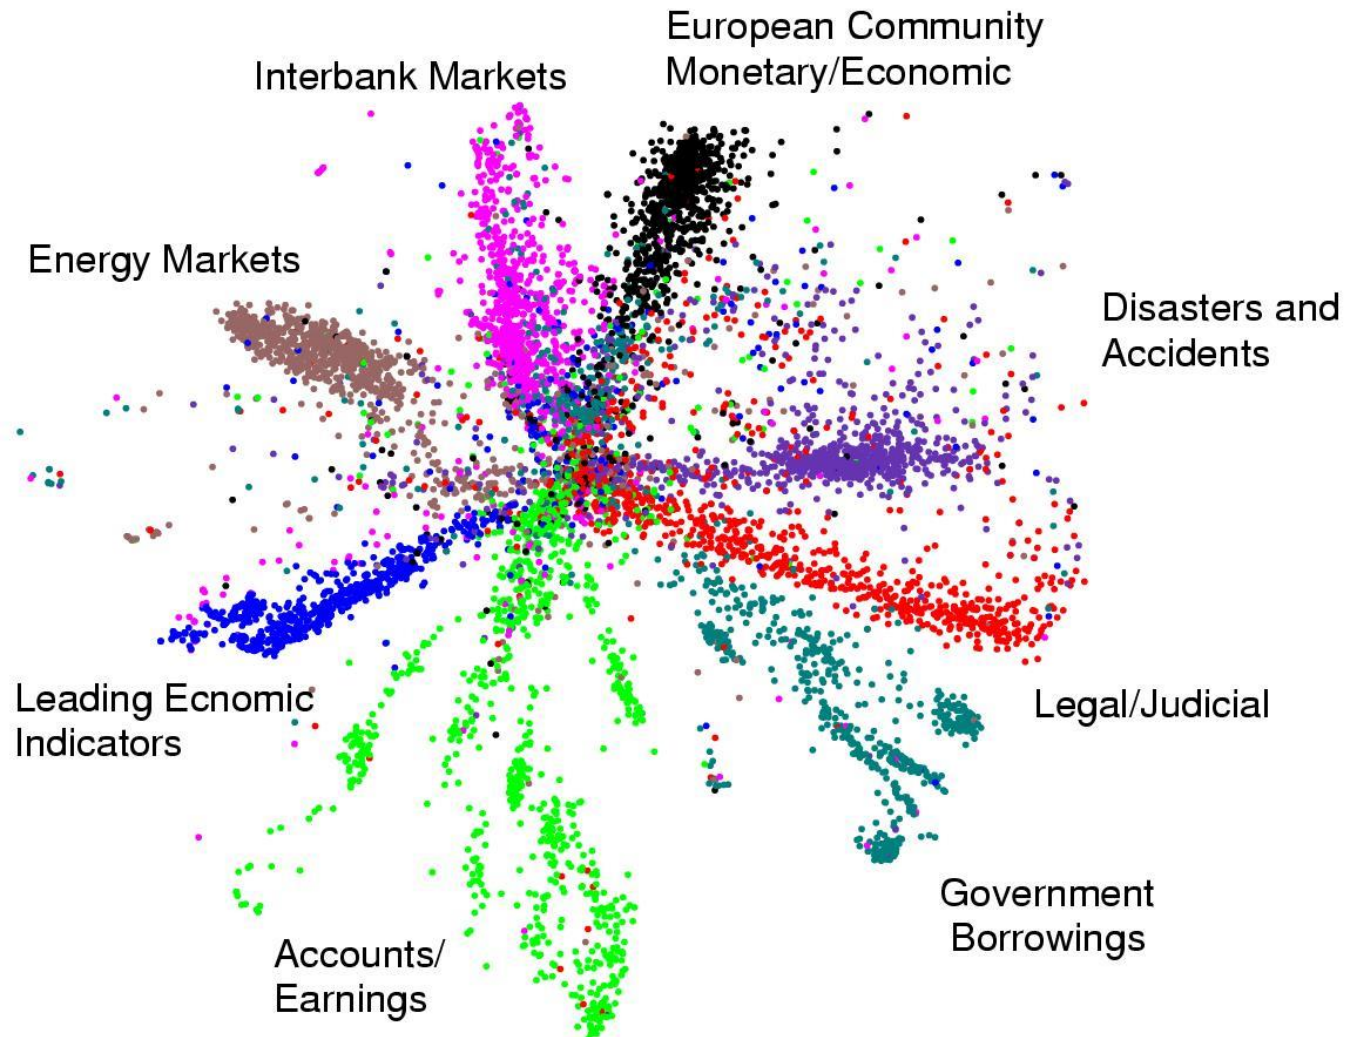 European Community
Monetary/Economic
Interbank Markets
Energy Markets
Disasters and
Accidents
Leading Ecnomic
Indicators
Legal/Judicial
Government
Borrowings
Accounts/
Earnings